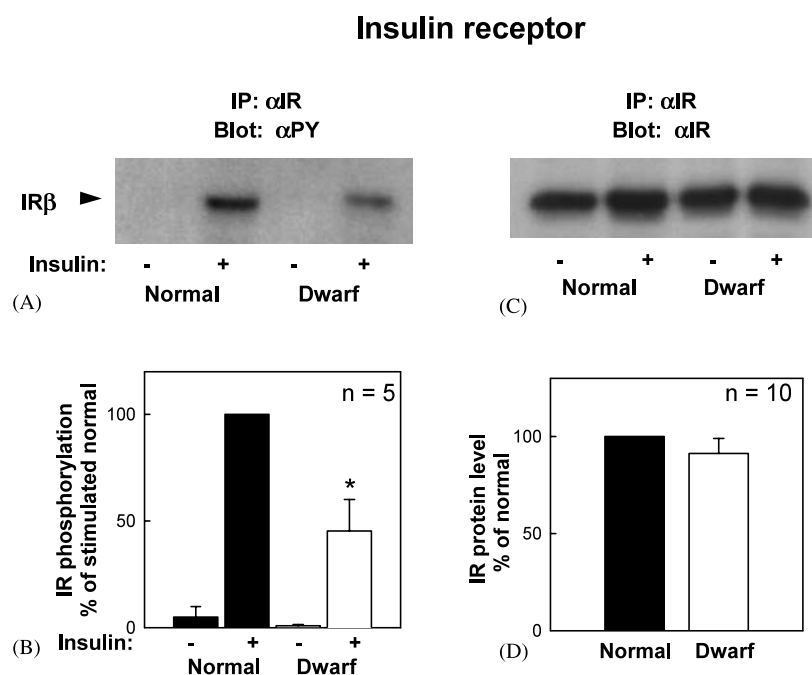 Insulin receptor
IP: αIR
Blot: αPY
IRβ
Insulin: - + - +
Normal Dwarf
(A)
IP: αIR
Blot: αIR
- + - +
Normal Dwarf
(C)
IR phosphorylation
% of stimulated normal
100
50
0
n = 5
*
Insulin: - + - +
Normal Dwarf
(B)
IR protein level
% of normal
100
50
0
n = 10
Normal Dwarf
(D)